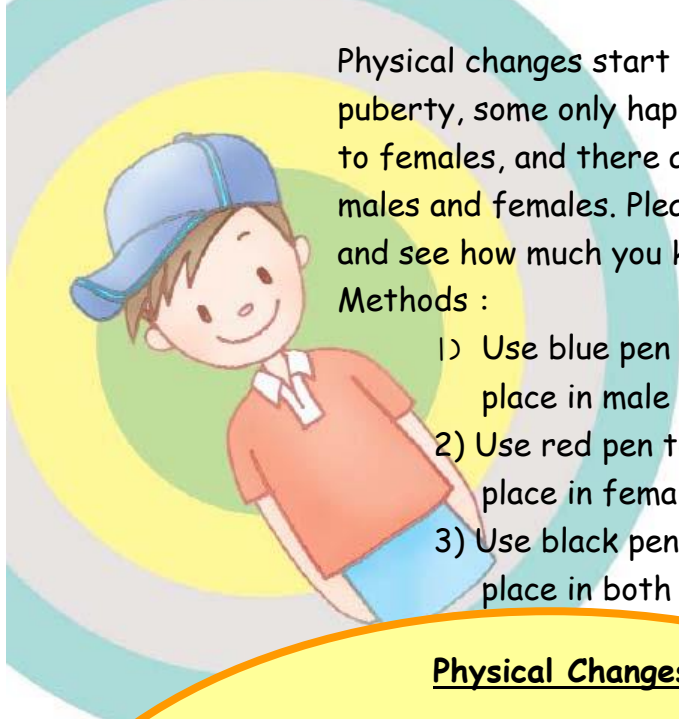 Physical changes start
puberty, some only hap
to females, and there
males and females. Plea
and see how much you
Methods :
1) Use blue pen
place in male
2) Use red pen t
place in fema
3) Use black pen
place in both
Physical Changes